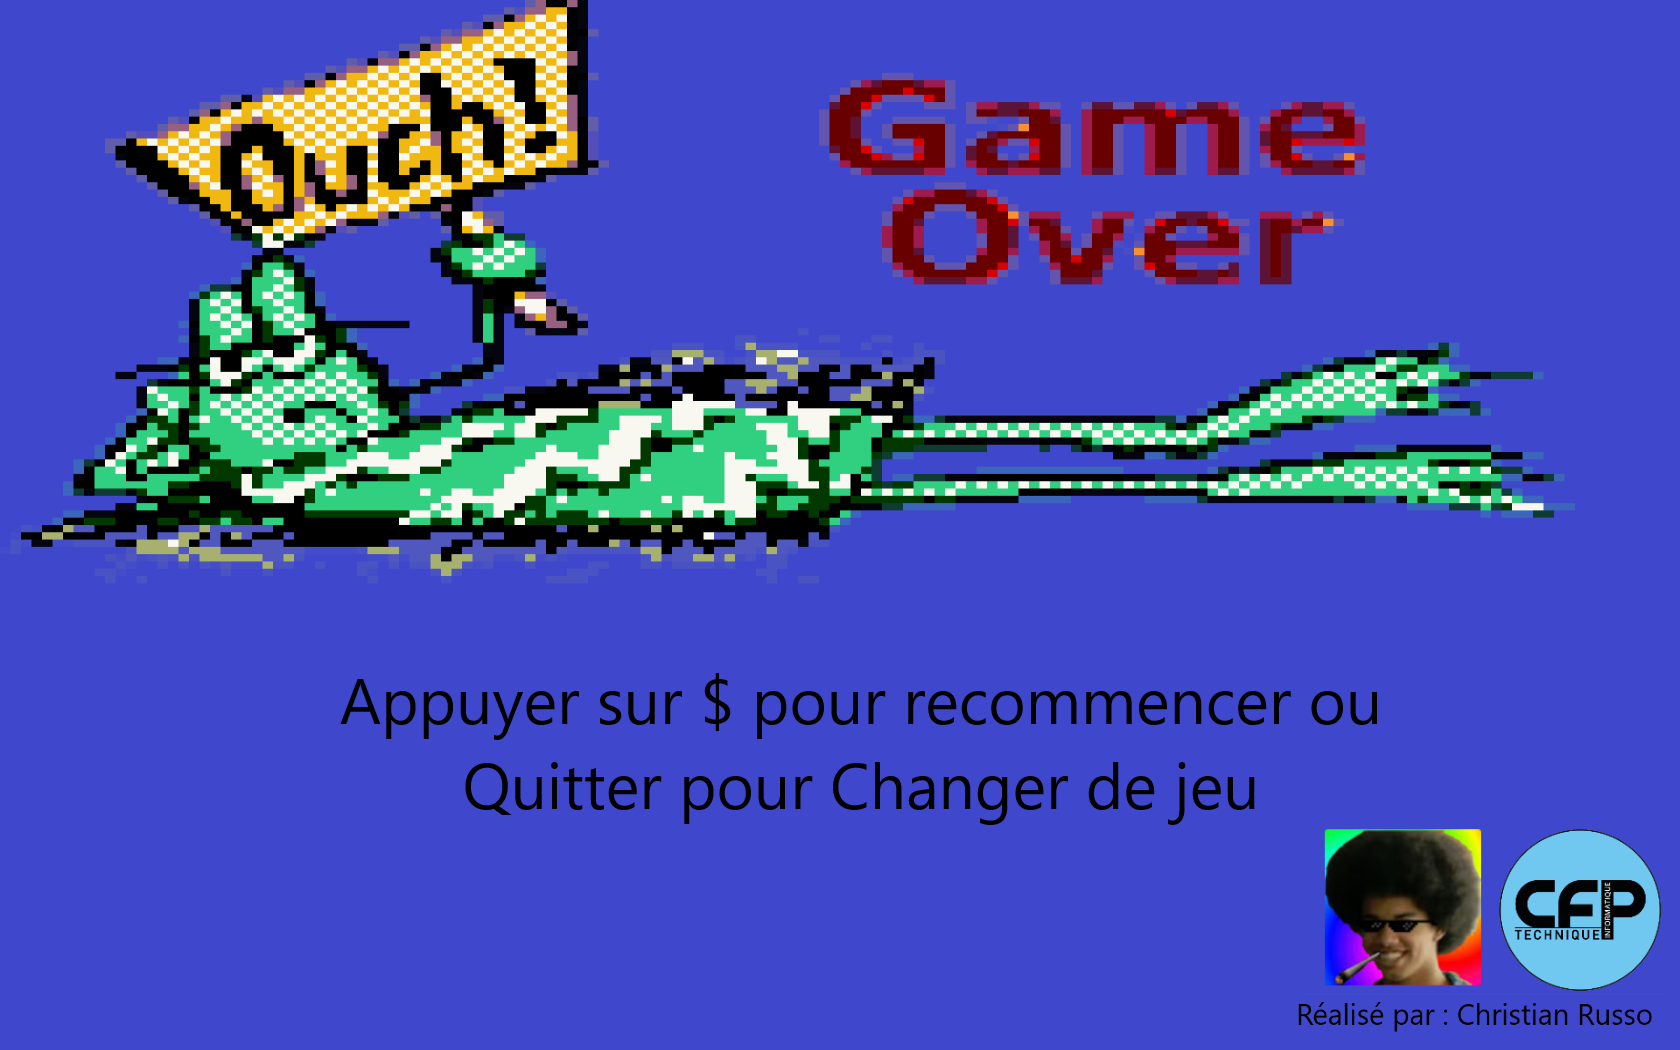 Ouch!
Game
Over
Appuyer sur $ pour recommencer ou
Quitter pour Changer de jeu
CFP
TECHNIQUE
INFORMATIQUE
Réalisé par : Christian Russo